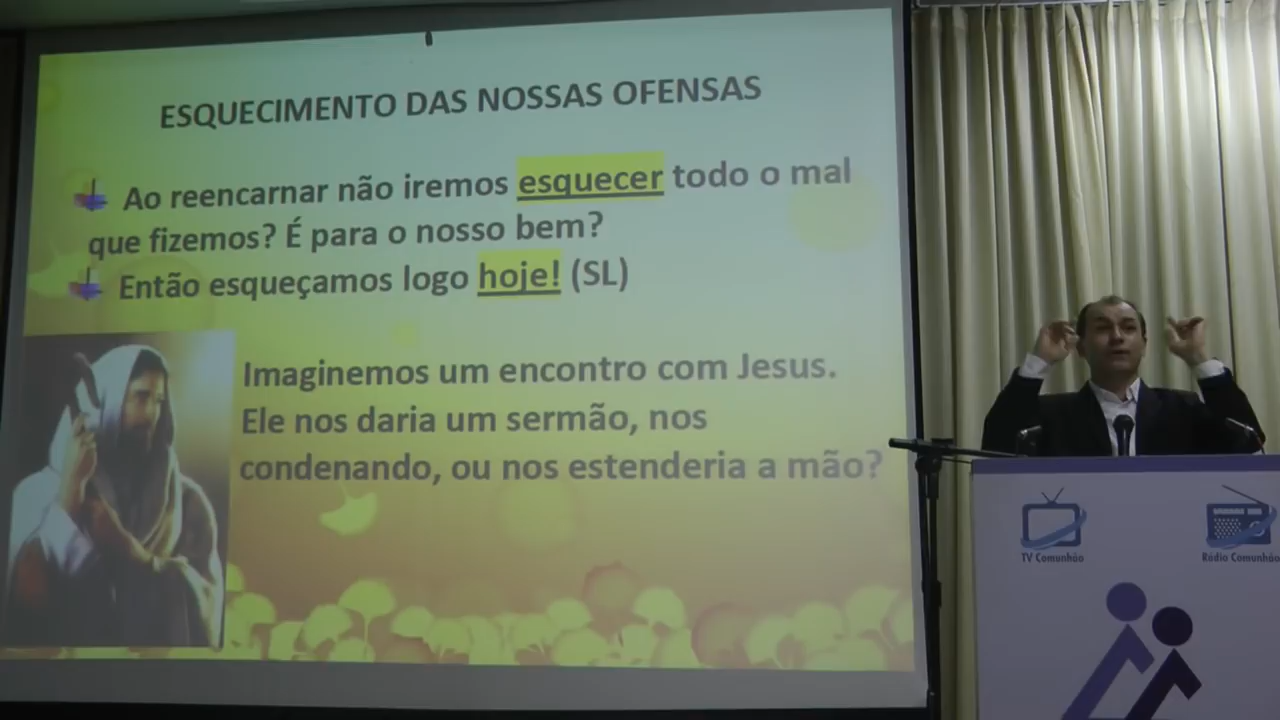 ESQUECIMENTO DAS NOSSAS OFENSAS
Ao reencarnar não iremos esquecer todo o mal
que fizemos? É para o nosso bem?
Então esqueçamos logo hoje! (SL)
Imaginemos um encontro com Jesus.
Ele nos daria um sermão, nos
condenando, ou nos estenderia a mão?
TV Comunhão
Rádio Comunhão